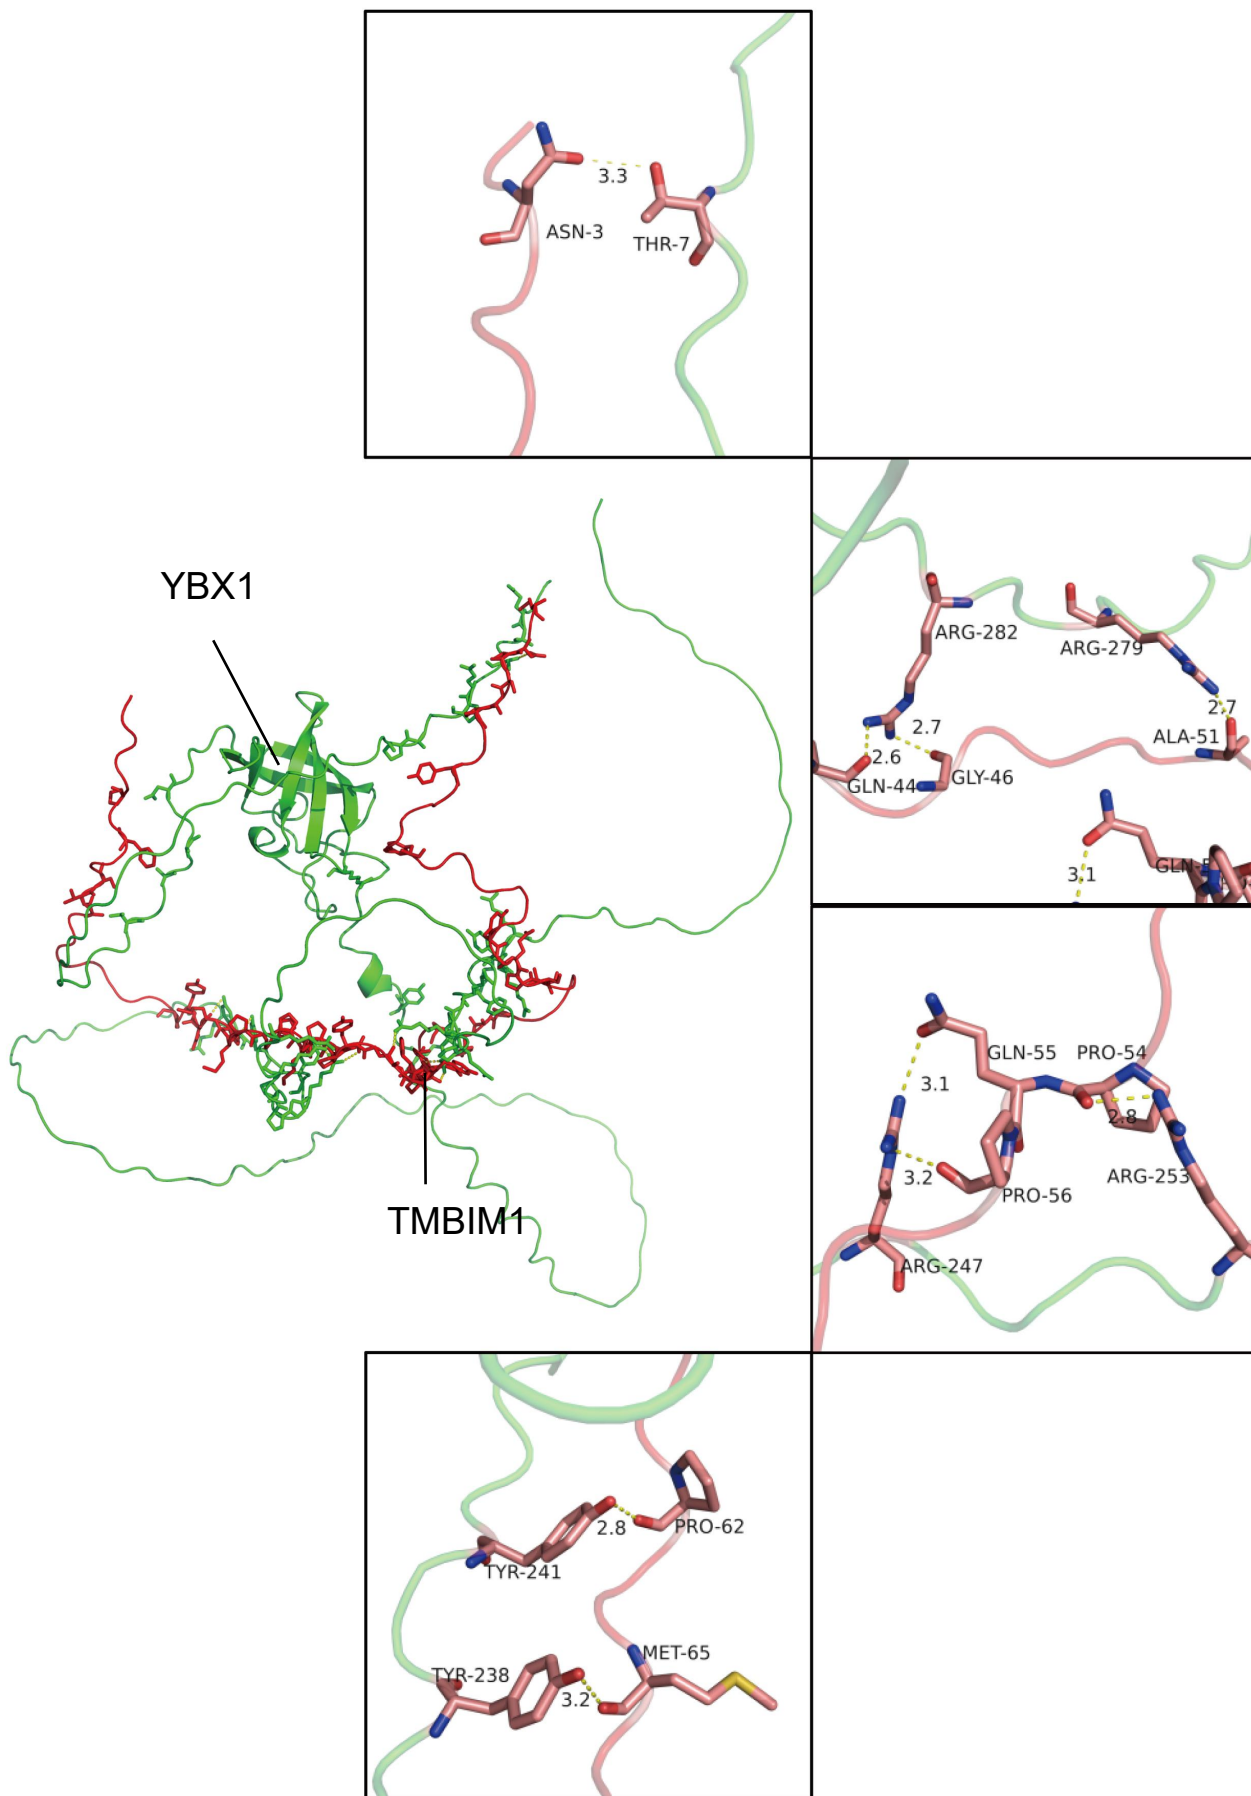 3.3
ASN-3
THR-7
YBX1
TMBIM1
ARG-282
ARG-279
2.7
2.7
2.6
ALA-51
GLN-44
GLY-46
3.1
GLN-55
PRO-54
3.1
2.8
3.2
ARG-253
PRO-56
ARG-247
2.8
PRO-62
TYR-241
MET-65
TYR-238
3.2